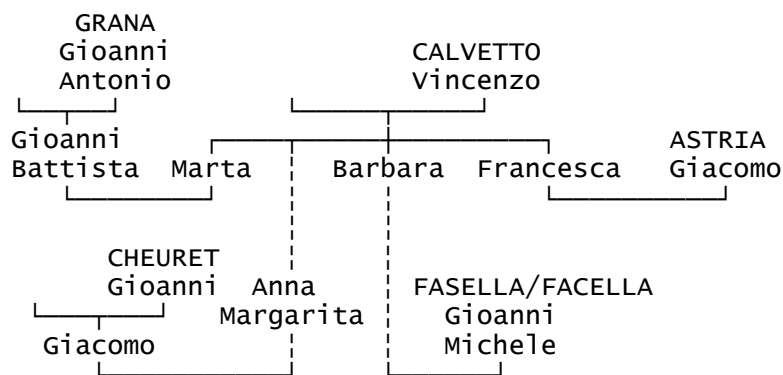 GRANA
Gioanni CALVETTO
Antonio Vincenzo
Gioanni ASTRIA
Battista Marta Barbara Francesca Giacomo
CHEURET
Gioanni Anna FASELLA/FACELLA
Margarita Gioanni
Giacomo Michele